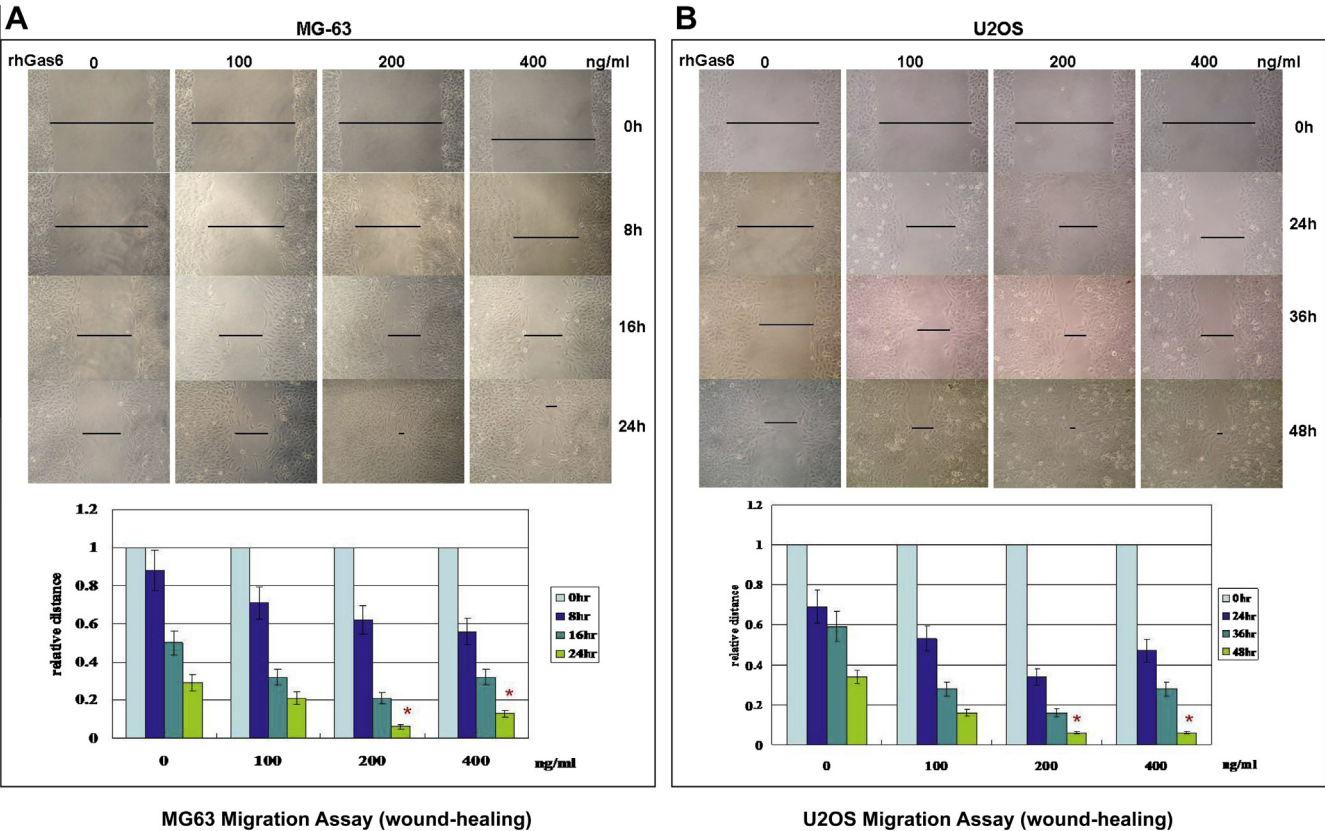 A
MG-63
rhGas6 0 100 200 400 ng/ml
0h
8h
16h
24h
1.2
1
0.8
0.6
0.4
0.2
0
relative distance
0hr
8hr
16hr
24hr
*
*
0 100 200 400 ng/ml
MG63 Migration Assay (wound-healing)
B
U2OS
rhGas6 0 100 200 400 ng/ml
0h
24h
36h
48h
1.2
1
0.8
0.6
0.4
0.2
0
relative distance
0hr
24hr
36hr
48hr
*
*
0 100 200 400 ng/ml
U2OS Migration Assay (wound-healing)